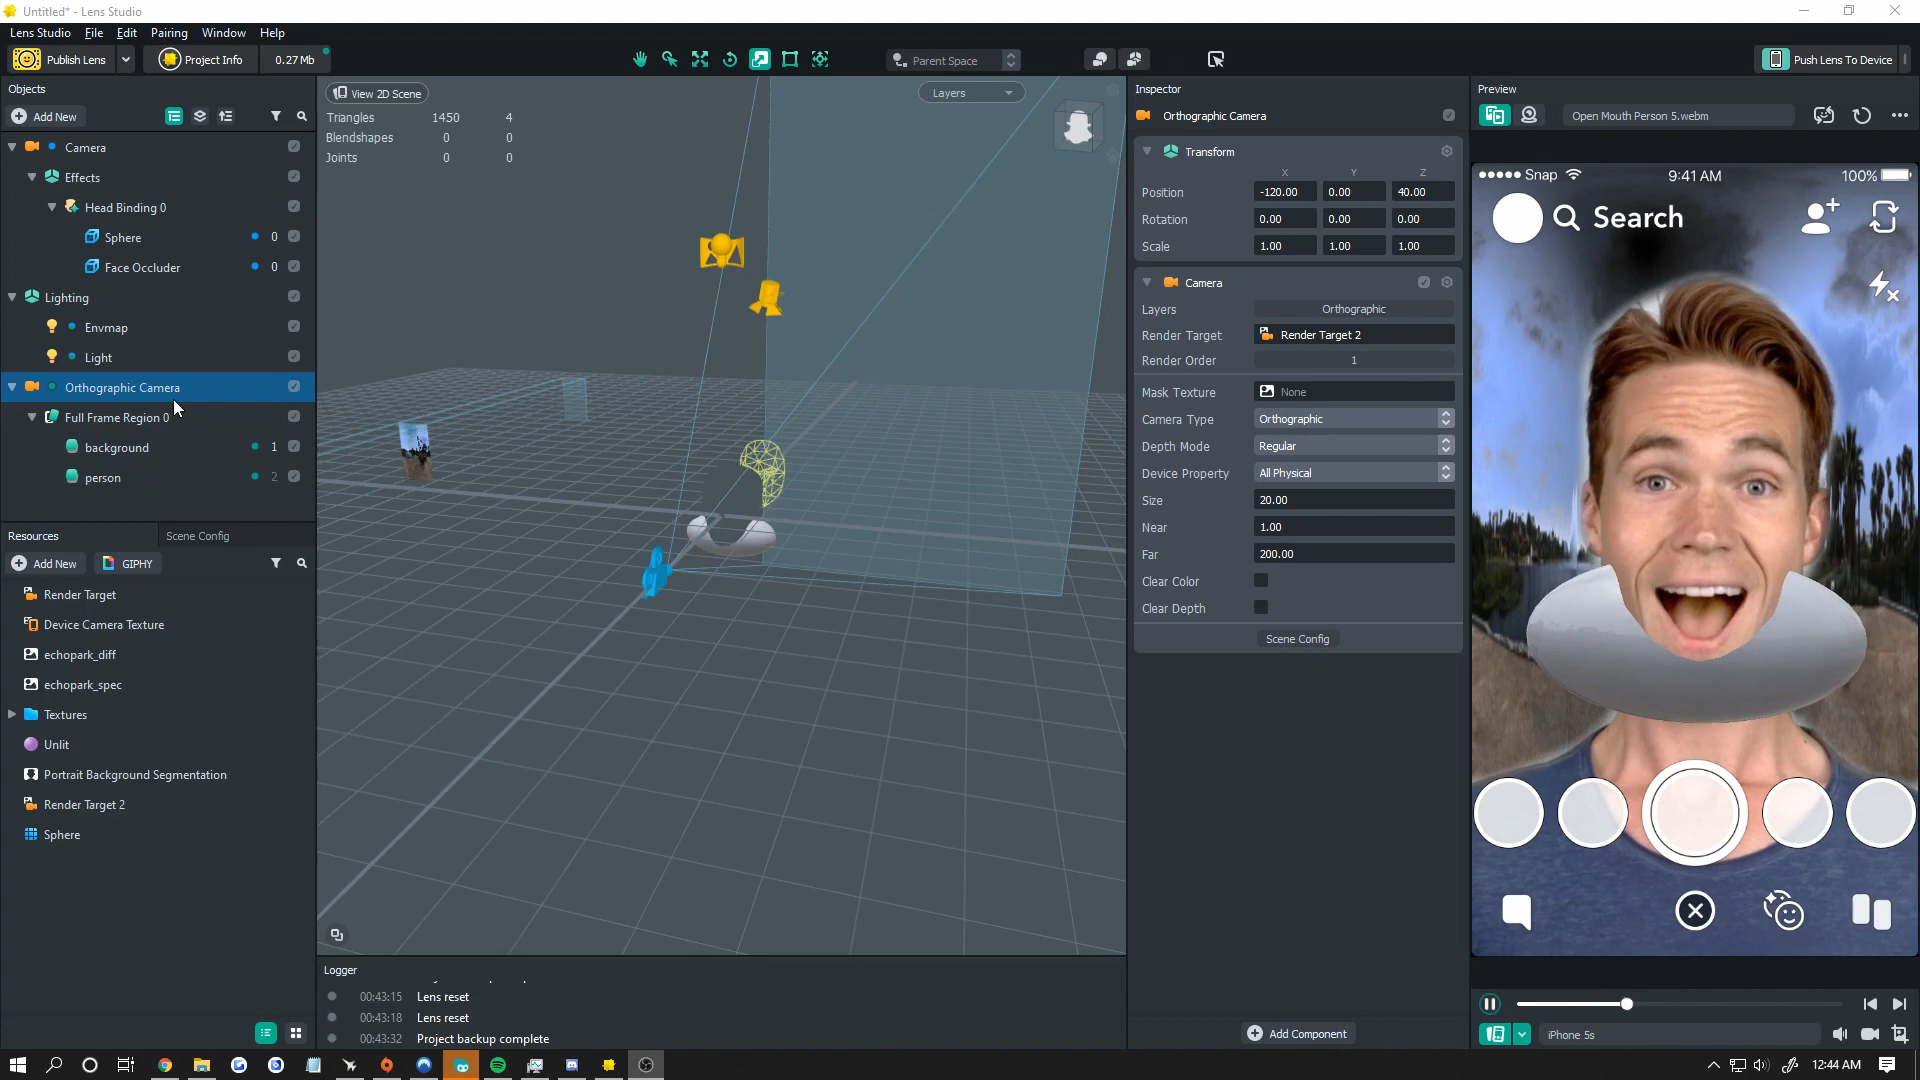 Untitled* - Lens Studio
Lens Studio File Edit Pairing Window Help
Publish Lens Project Info 0.27 Mb Parent Space Push Lens To Device
Objects
Add New
Camera
Effects
Head Binding 0
Sphere 0
Face Occluder 0
Lighting
Envmap
Light
Orthographic Camera
Full Frame Region 0
background 1
person 2
Resources Scene Config
Add New GIPHY
Render Target
Device Camera Texture
echopark_diff
echopark_spec
Textures
Unlit
Portrait Background Segmentation
Render Target 2
Sphere
View 2D Scene Layers
Triangles 1450 4
Blendshapes 0 0
Joints 0 0
Logger
00:43:15 Lens reset
00:43:18 Lens reset
00:43:32 Project backup complete
Inspector
Orthographic Camera
Transform
X Y Z
Position -120.00 0.00 40.00
Rotation 0.00 0.00 0.00
Scale 1.00 1.00 1.00
Camera
Layers Orthographic
Render Target Render Target 2
Render Order 1
Mask Texture None
Camera Type Orthographic
Depth Mode Regular
Device Property All Physical
Size 20.00
Near 1.00
Far 200.00
Clear Color
Clear Depth
Scene Config
Add Component
Preview
Open Mouth Person 5.webm
Snap 9:41 AM 100%
Search
iPhone 5s
12:44 AM